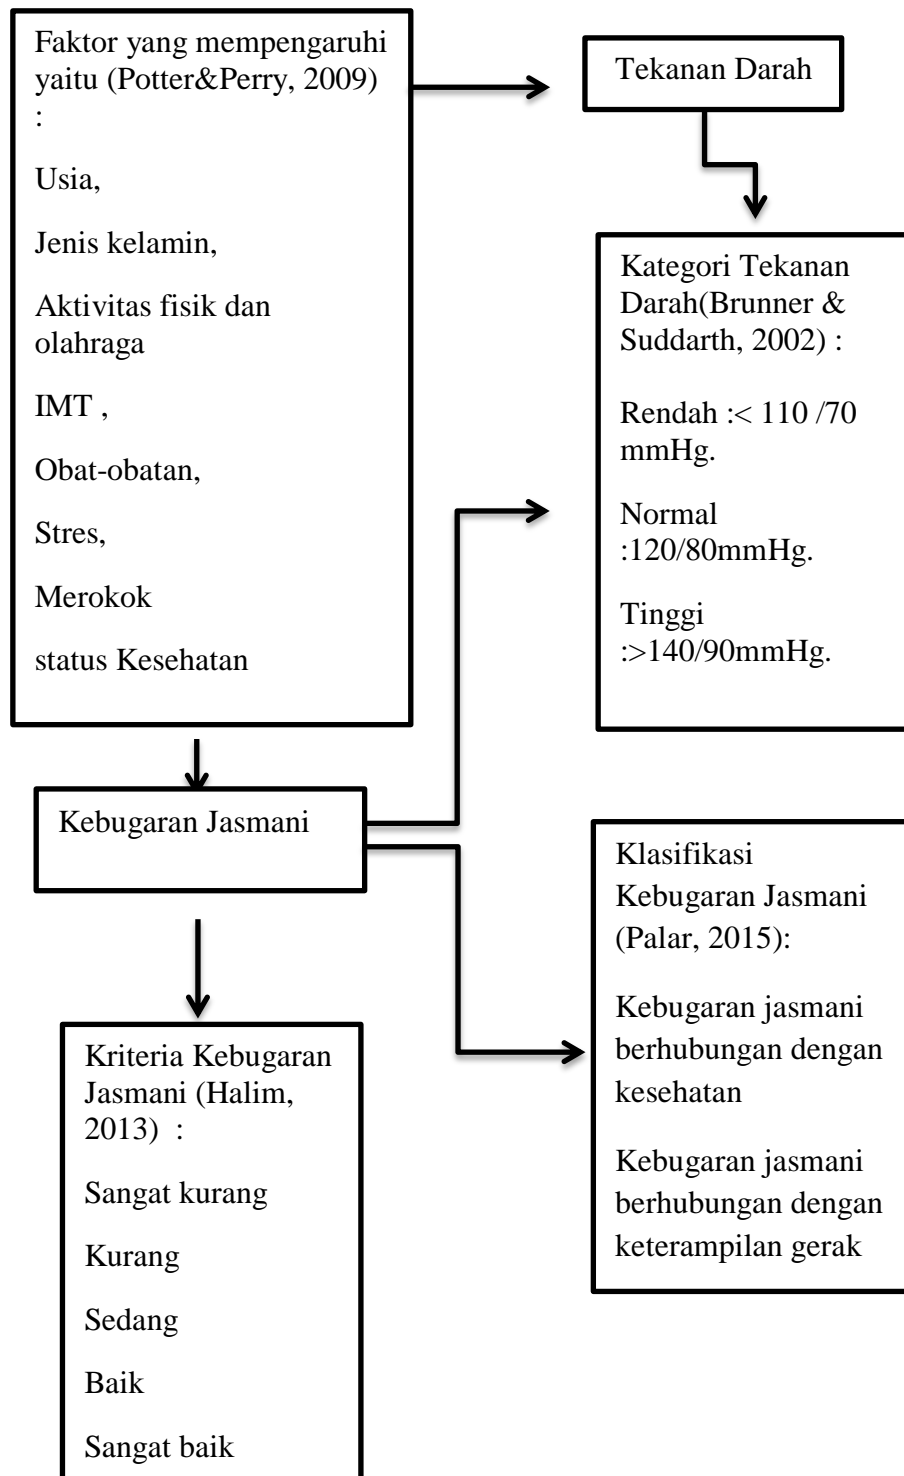 Faktor yang mempengaruhi
yaitu (Potter&Perry, 2009)
:
Usia,
Jenis kelamin,
Aktivitas fisik dan
olahraga
IMT ,
Obat-obatan,
Stres,
Merokok
status Kesehatan
Tekanan Darah
Kategori Tekanan
Darah(Brunner &
Suddarth, 2002) :
Rendah :< 110 /70
mmHg.
Normal
:120/80mmHg.
Tinggi
:>140/90mmHg.
Kebugaran Jasmani
Klasifikasi
Kebugaran Jasmani
(Palar, 2015):
Kebugaran jasmani
berhubungan dengan
kesehatan
Kebugaran jasmani
berhubungan dengan
keterampilan gerak
Kriteria Kebugaran
Jasmani (Halim,
2013)  :
Sangat kurang
Kurang
Sedang
Baik
Sangat baik